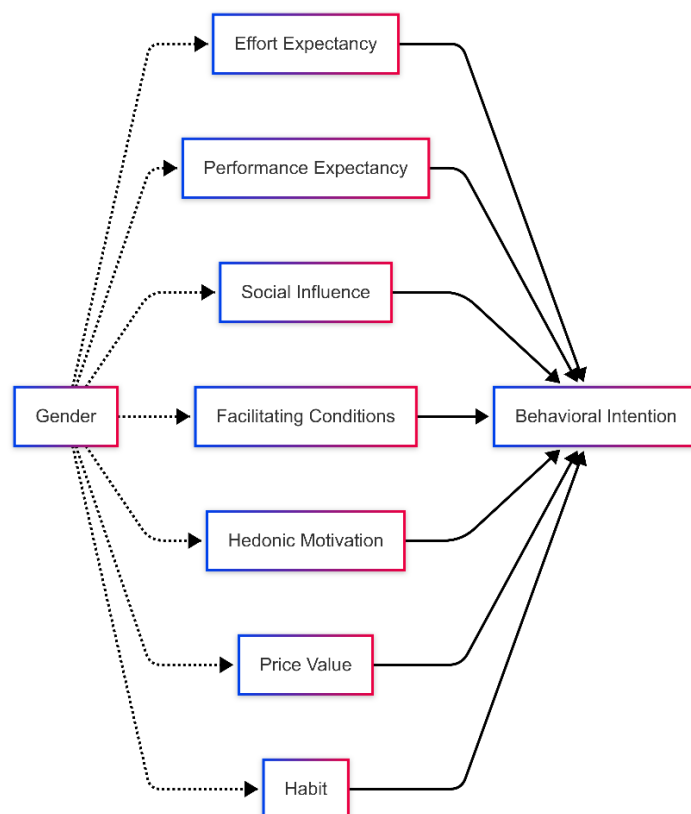 Effort Expectancy
Performance Expectancy
Social Influence
Gender
Facilitating Conditions
Behavioral Intention
Hedonic Motivation
Price Value
Habit